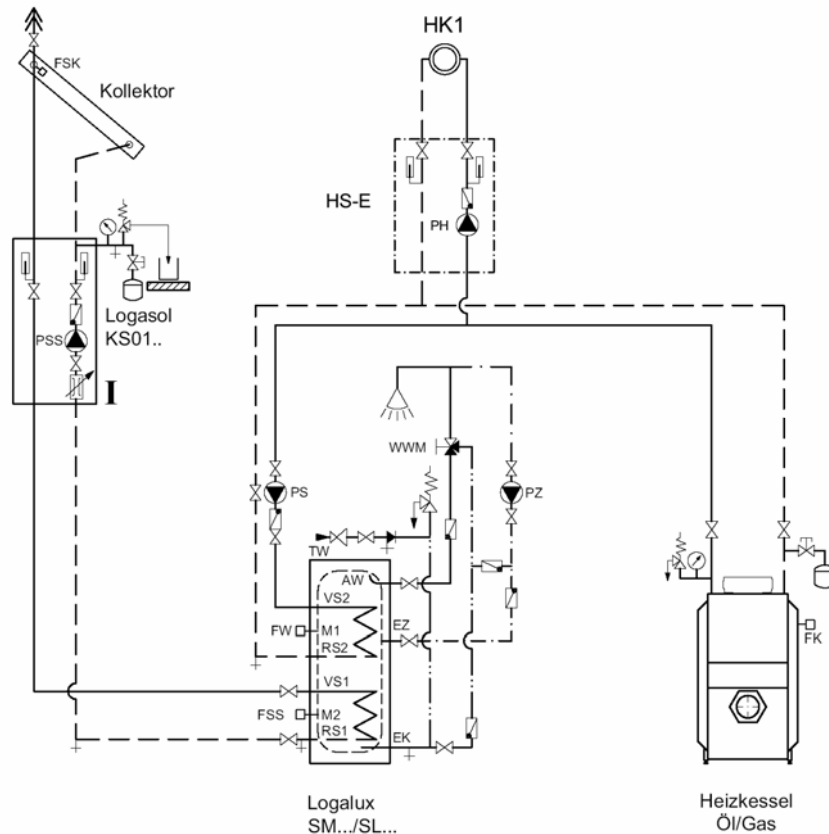 HK1
FSK
Kollektor
HS-E
PH
Logasol
KS01..
PSS
I
WWM
PS
PZ
TW
AW
VS2
FW
M1
EZ
RS2
VS1
FSS
M2
RS1
EK
FK
Logalux
SM.../SL...
Heizkessel
Öl/Gas